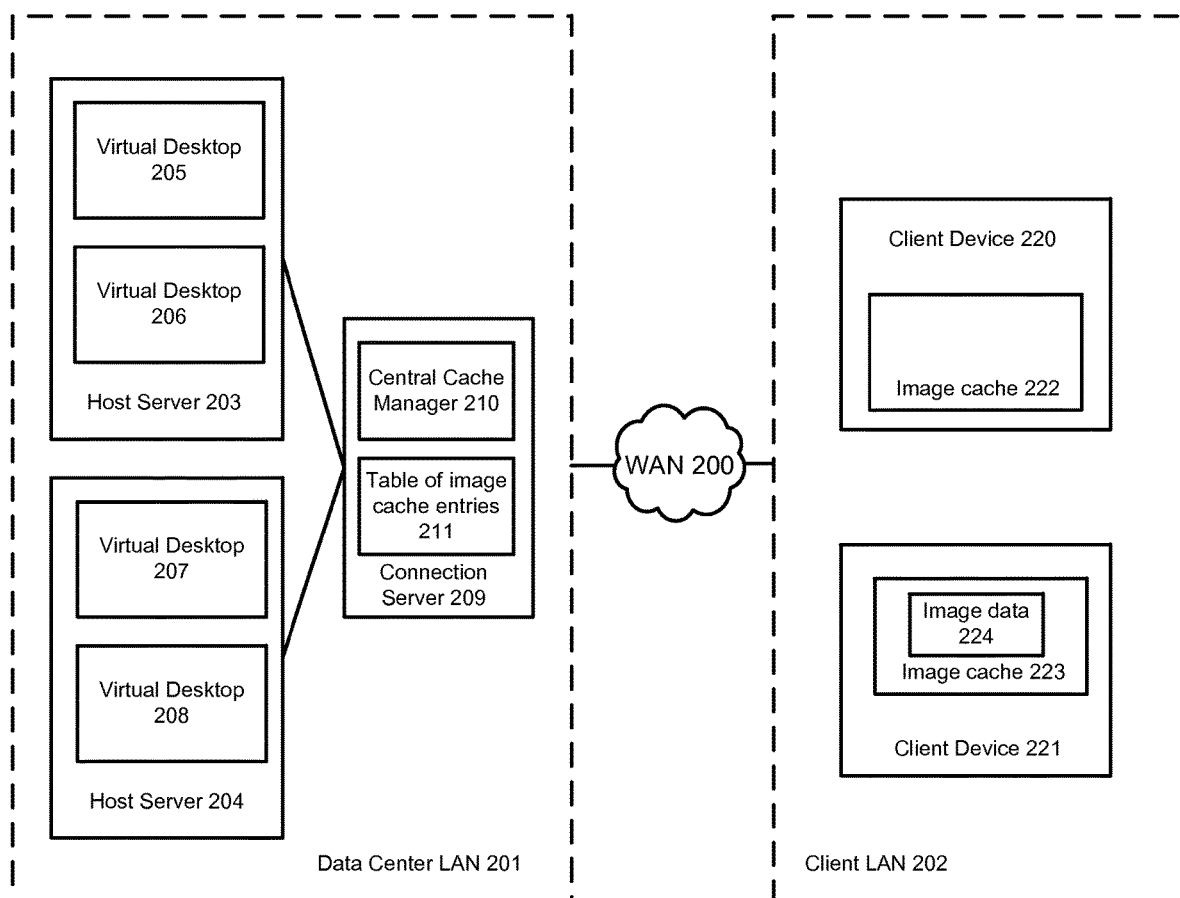 Virtual Desktop
205
Virtual Desktop
206
Host Server 203
Virtual Desktop
207
Virtual Desktop
208
Host Server 204
Central Cache
Manager 210
Table of image
cache entries
211
Connection
Server 209
Data Center LAN 201
WAN 200
Client Device 220
Image cache 222
Image data
224
Image cache 223
Client Device 221
Client LAN 202